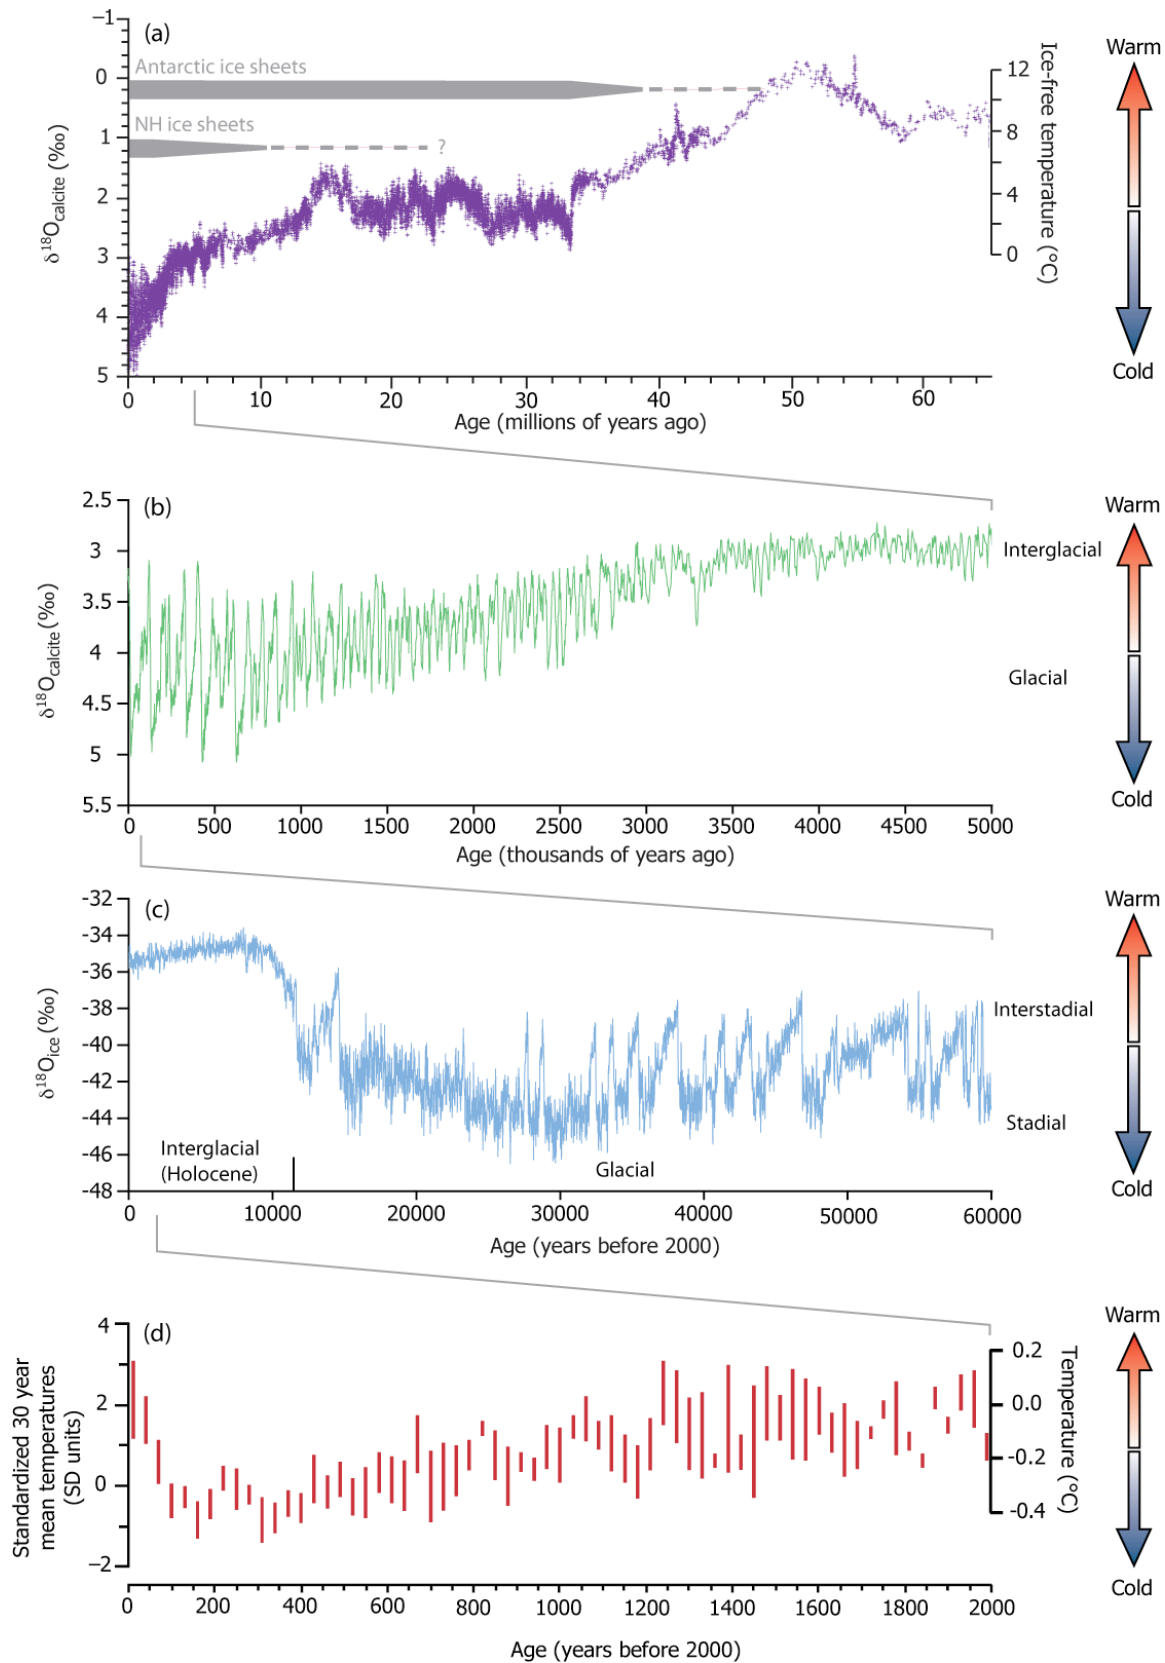 (a)
−1
0
1
2
3
4
5
δ¹⁸Ocalcite (‰)
Antarctic ice sheets
NH ice sheets
?
12
8
4
0
Ice-free temperature (°C)
Warm
Cold
0 10 20 30 40 50 60
Age (millions of years ago)
(b)
2.5
3
3.5
4
4.5
5
5.5
δ¹⁸Ocalcite (‰)
Interglacial
Glacial
Warm
Cold
0 500 1000 1500 2000 2500 3000 3500 4000 4500 5000
Age (thousands of years ago)
(c)
-32
-34
-36
-38
-40
-42
-44
-46
-48
δ¹⁸Oice (‰)
Interglacial
(Holocene)
Glacial
Interstadial
Stadial
Warm
Cold
0 10000 20000 30000 40000 50000 60000
Age (years before 2000)
(d)
4
2
0
−2
Standardized 30 year
mean temperatures
(SD units)
0.2
0.0
-0.2
-0.4
Temperature (°C)
Warm
Cold
0 200 400 600 800 1000 1200 1400 1600 1800 2000
Age (years before 2000)